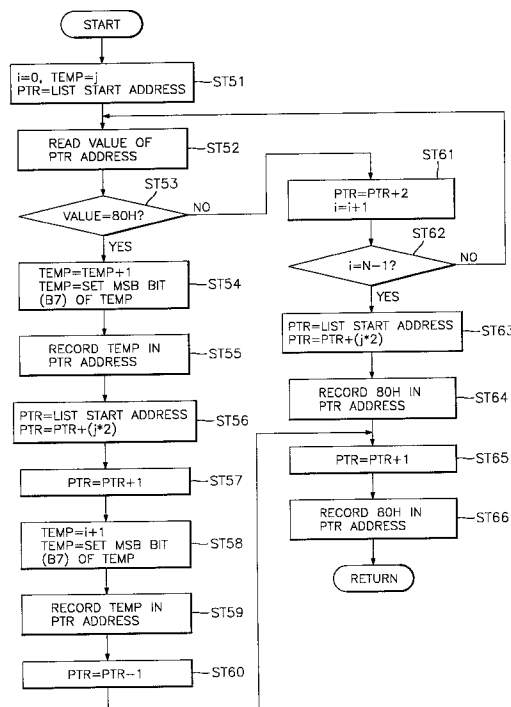 START
i=0, TEMP=j
PTR=LIST START ADDRESS
ST51
READ VALUE OF
PTR ADDRESS
ST52
ST53
VALUE=80H?
NO
YES
TEMP=TEMP+1
TEMP=SET MSB BIT
(B7) OF TEMP
ST54
RECORD TEMP IN
PTR ADDRESS
ST55
PTR=LIST START ADDRESS
PTR=PTR+(j*2)
ST56
PTR=PTR+1
ST57
TEMP=i+1
TEMP=SET MSB BIT
(B7) OF TEMP
ST58
RECORD TEMP IN
PTR ADDRESS
ST59
PTR=PTR-1
ST60
ST61
PTR=PTR+2
i=i+1
ST62
i=N-1?
NO
YES
PTR=LIST START ADDRESS
PTR=PTR+(j*2)
ST63
RECORD 80H IN
PTR ADDRESS
ST64
PTR=PTR+1
ST65
RECORD 80H IN
PTR ADDRESS
ST66
RETURN